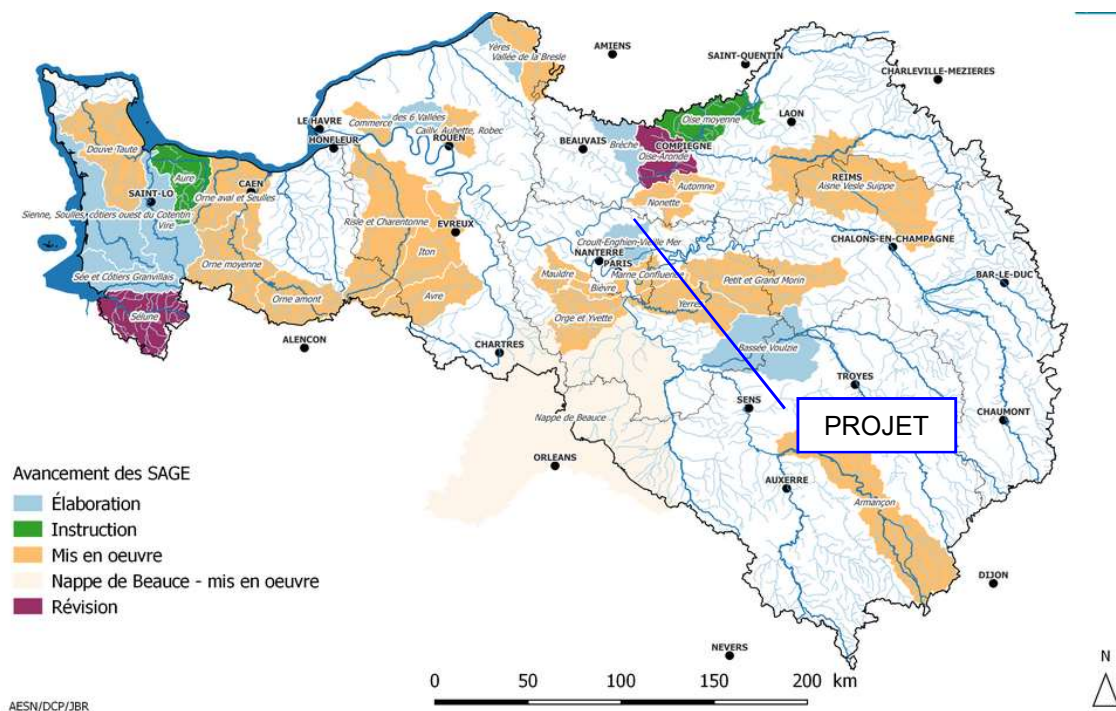 AMIENS
SAINT-QUENTIN
CHARLEVILLE-MEZIERES
Yères
Vallée de la Bresle
LAON
Oise moyenne
LE HAVRE
HONFLEUR
Commerce
des 6 Vallées
Cailly, Aubette, Robec
ROUEN
BEAUVAIS
Brèche
COMPIEGNE
Oise-Aronde
Automne
Nonette
REIMS
Aisne Vesle Suippe
Douve Taute
Aure
SAINT-LO
CAEN
Orne aval et Seulles
Sienne, Soulles, côtiers ouest du Cotentin
Vire
Risle et Charentonne
EVREUX
Iton
CHALONS-EN-CHAMPAGNE
Croult-Enghien-Vieille Mer
NANTERRE
PARIS
Marne Confluence
Bièvre
Mauldre
Petit et Grand Morin
BAR-LE-DUC
Sée et Côtiers Granvillais
Orne moyenne
Orne amont
Avre
Yerres
Orge et Yvette
Sélune
ALENCON
CHARTRES
Bassée Voulzie
TROYES
SENS
PROJET
CHAUMONT
Nappe de Beauce
ORLEANS
AUXERRE
Armançon
DIJON
NEVERS
Avancement des SAGE
Élaboration
Instruction
Mis en oeuvre
Nappe de Beauce - mis en oeuvre
Révision
0 50 100 150 200 km
N
AESN/DCP/JBR